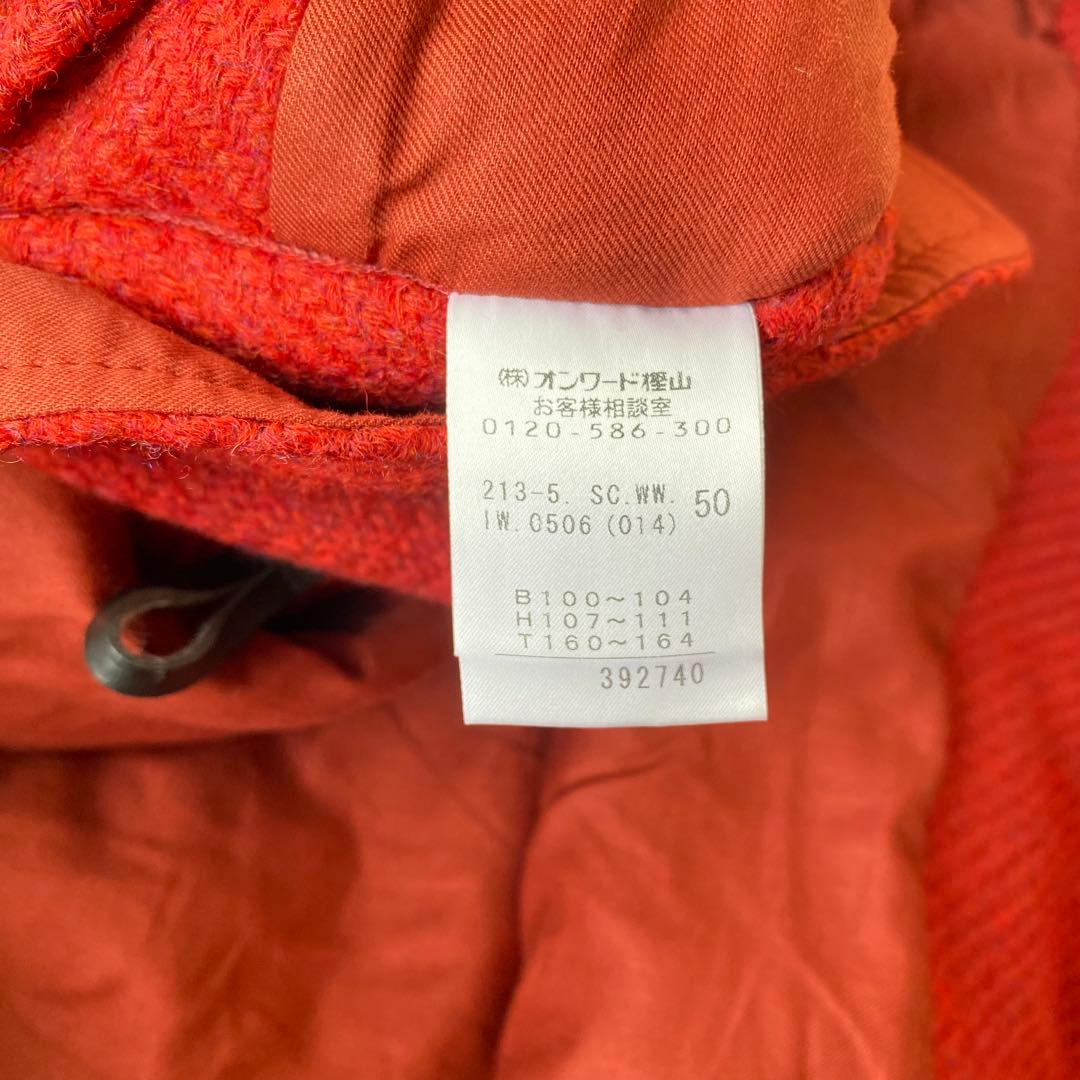 (株)オンワード樫山
お客様相談室
0120-586-300
213-5. SC.WW. 50
IW.0506(014)
B100~104
H107~111
T160~164
392740